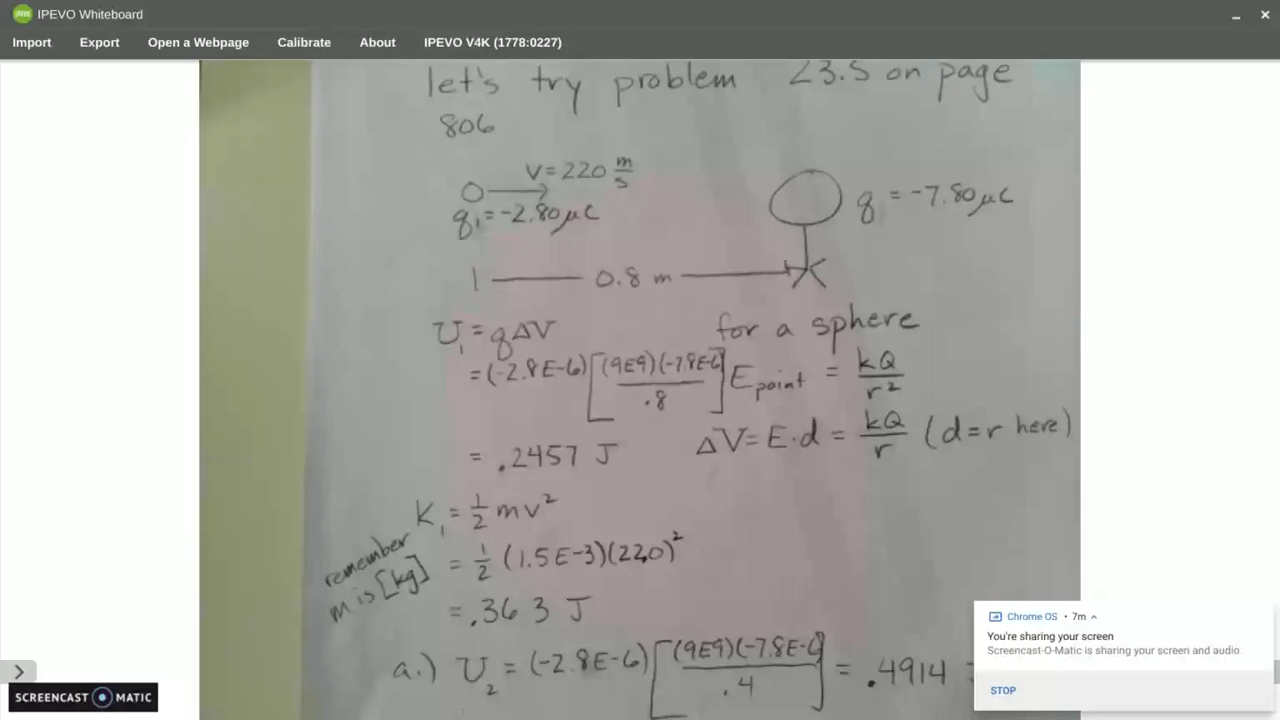 IPEVO Whiteboard
Import Export Open a Webpage Calibrate About IPEVO V4K (1778:0227)
let's try problem 23.5 on page
806
V = 220 m/s
q₁ = -2.80 μC
q = -7.80 μC
0.8 m
U₁ = qΔV
= (-2.8E-6)[(9E9)(-7.8E-6)/.8]
= .2457 J
for a sphere
E point = kQ/r²
ΔV = E·d = kQ/r (d=r here)
K₁ = ½ mv²
remember
m is [kg]
= ½ (1.5E-3)(220)²
= .363 J
a.) U₂ = (-2.8E-6)[(9E9)(-7.8E-6)/.4] = .4914
Chrome OS • 7m
You're sharing your screen
Screencast-O-Matic is sharing your screen and audio
STOP
SCREENCAST MATIC